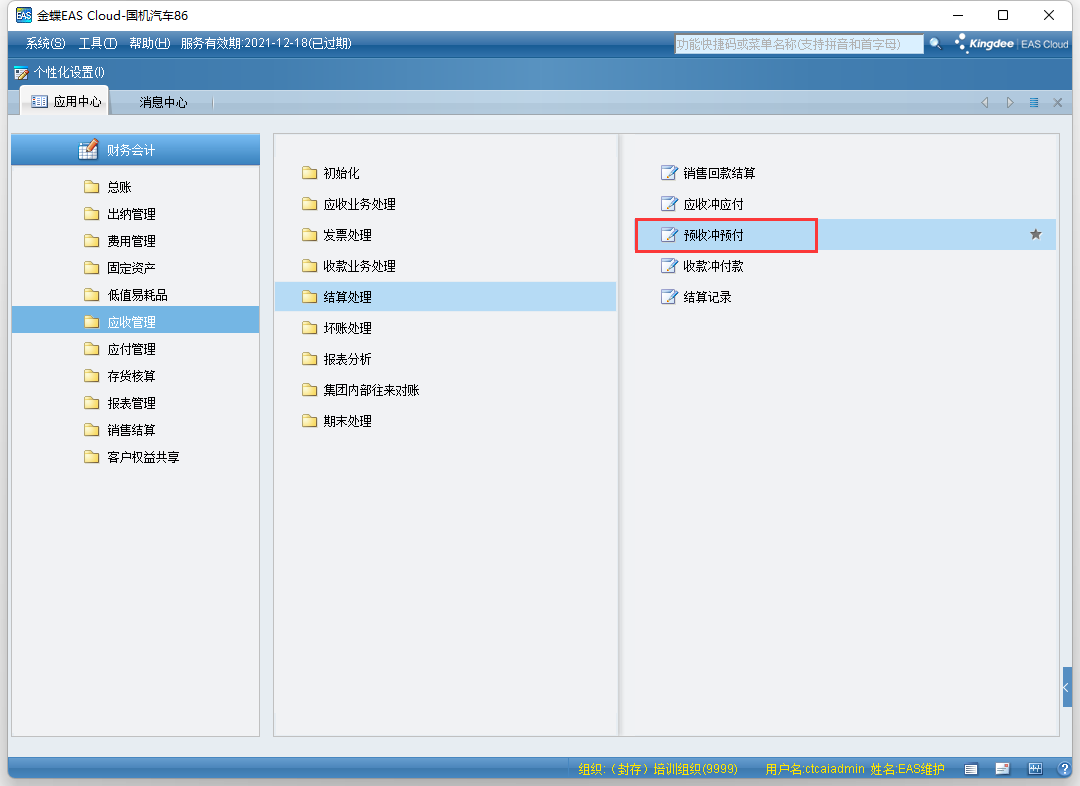 金蝶EAS Cloud-国机汽车86
系统(S) 工具(T) 帮助(H) 服务有效期:2021-12-18(已过期)
功能快捷码或菜单名称(支持拼音和首字母)
Kingdee | EAS Cloud
个性化设置(I)
应用中心
消息中心
财务会计
总账
出纳管理
费用管理
固定资产
低值易耗品
应收管理
应付管理
存货核算
报表管理
销售结算
客户权益共享
初始化
应收业务处理
发票处理
收款业务处理
结算处理
坏账处理
报表分析
集团内部往来对账
期末处理
销售回款结算
应收冲应付
预收冲预付
收款冲付款
结算记录
组织:（封存）培训组织(9999) 用户名:ctcaiadmin 姓名:EAS维护